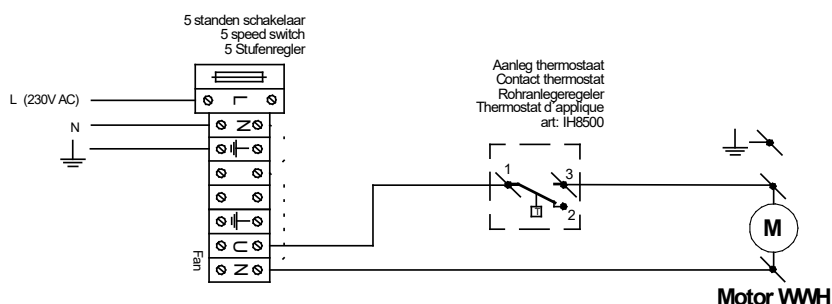 5 standen schakelaar
5 speed switch
5 Stufenregler
Aanleg thermostaat
Contact thermostat
Rohranlegeregeler
Thermostat d´applique
art: IH8500
L (230V AC)
L
N
N
1
3
2
T
U
N
Fan
M
Motor WWH